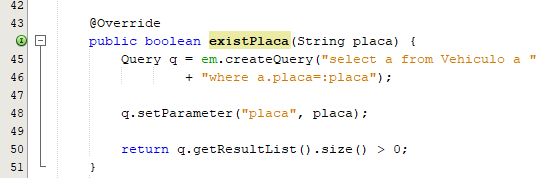 42
43 @Override
public boolean existPlaca(String placa) {
45 Query q = em.createQuery("select a from Vehiculo a "
46 + "where a.placa=:placa");
47
48 q.setParameter("placa", placa);
49
50 return q.getResultList().size() > 0;
51 }